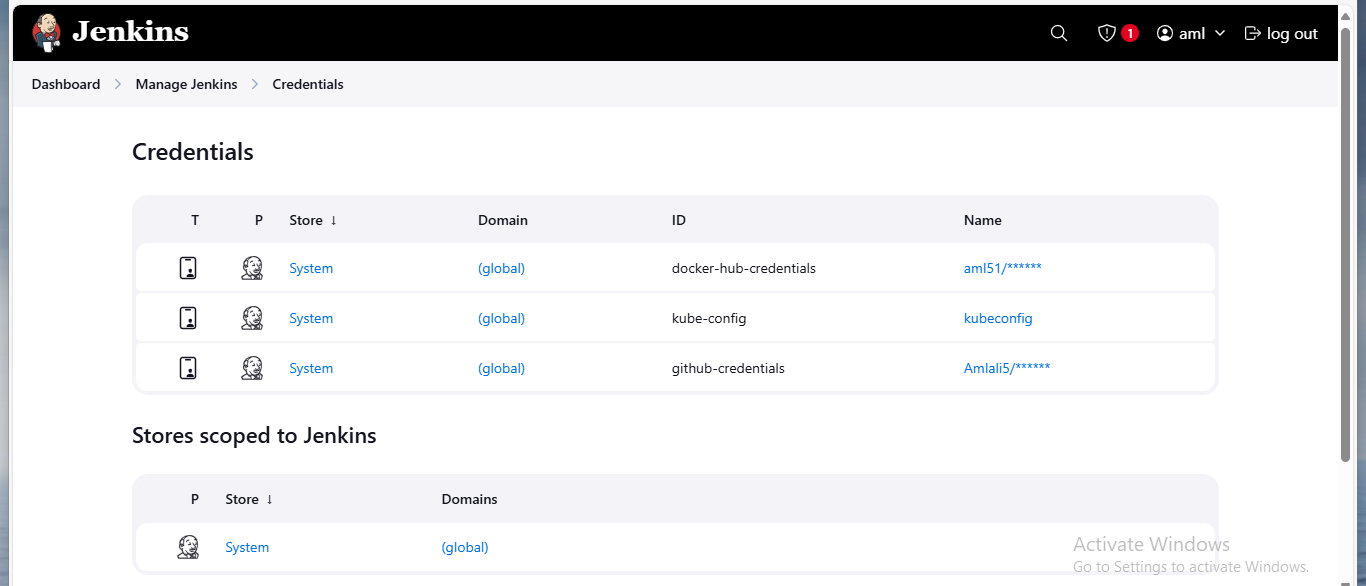 Jenkins 1 aml log out
Dashboard Manage Jenkins Credentials
Credentials
T P Store ↓ Domain ID Name
System (global) docker-hub-credentials aml51/******
System (global) kube-config kubeconfig
System (global) github-credentials Amlali5/******
Stores scoped to Jenkins
P Store ↓ Domains
System (global)
Activate Windows
Go to Settings to activate Windows.